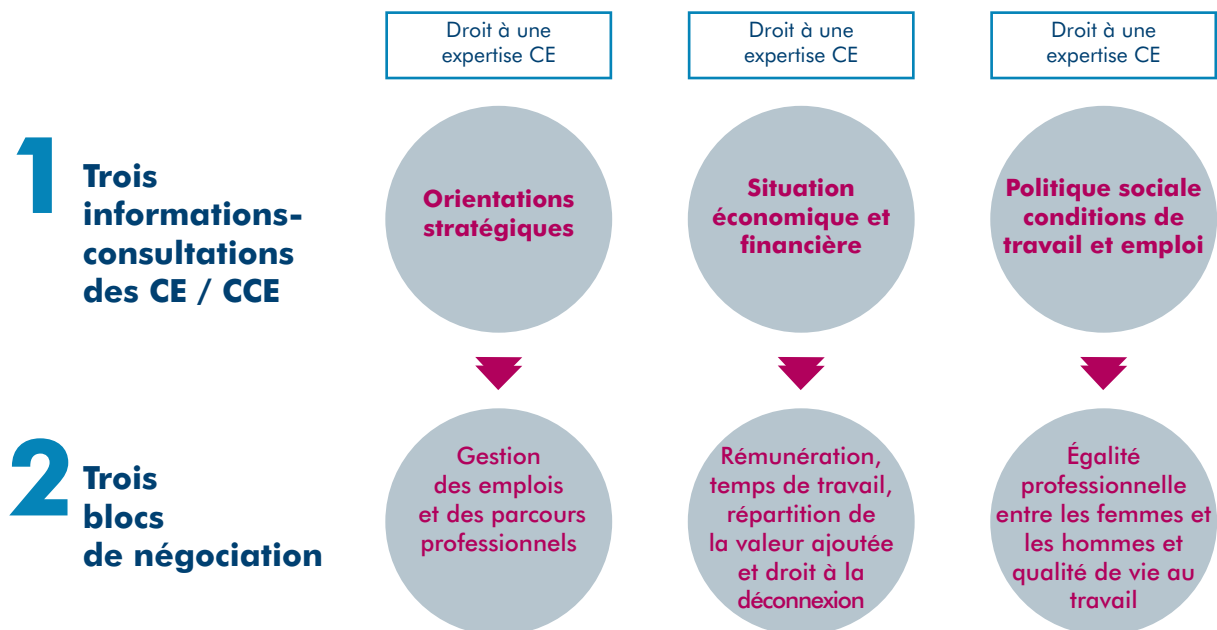 Droit à une
expertise CE
Droit à une
expertise CE
Droit à une
expertise CE
1
Trois
informations-
consultations
des CE / CCE
Orientations
stratégiques
Situation
économique et
financière
Politique sociale
conditions de
travail et emploi
2
Trois
blocs
de négociation
Gestion
des emplois
et des parcours
professionnels
Rémunération,
temps de travail,
répartition de
la valeur ajoutée
et droit à la
déconnexion
Égalité
professionnelle
entre les femmes et
les hommes et
qualité de vie au
travail